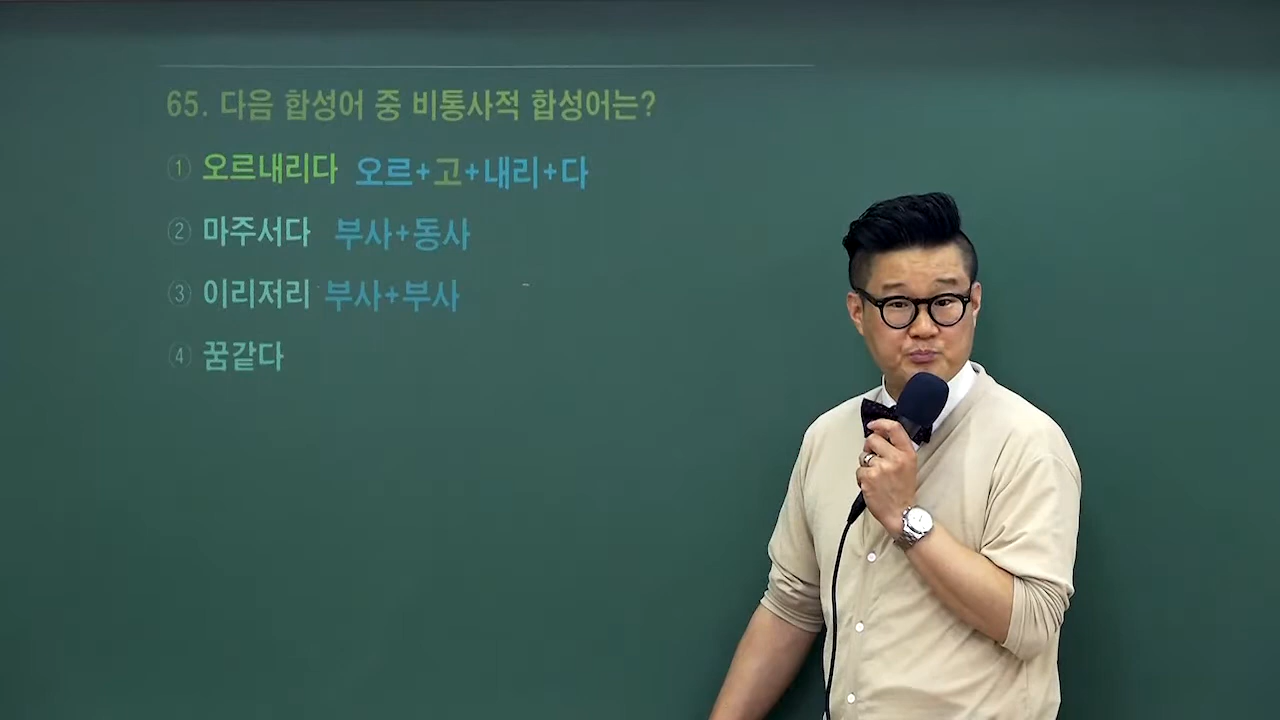 65. 다음 합성어 중 비통사적 합성어는?
① 오르내리다 오르+고+내리+다
② 마주서다 부사+동사
③ 이리저리 부사+부사
④ 꿈같다